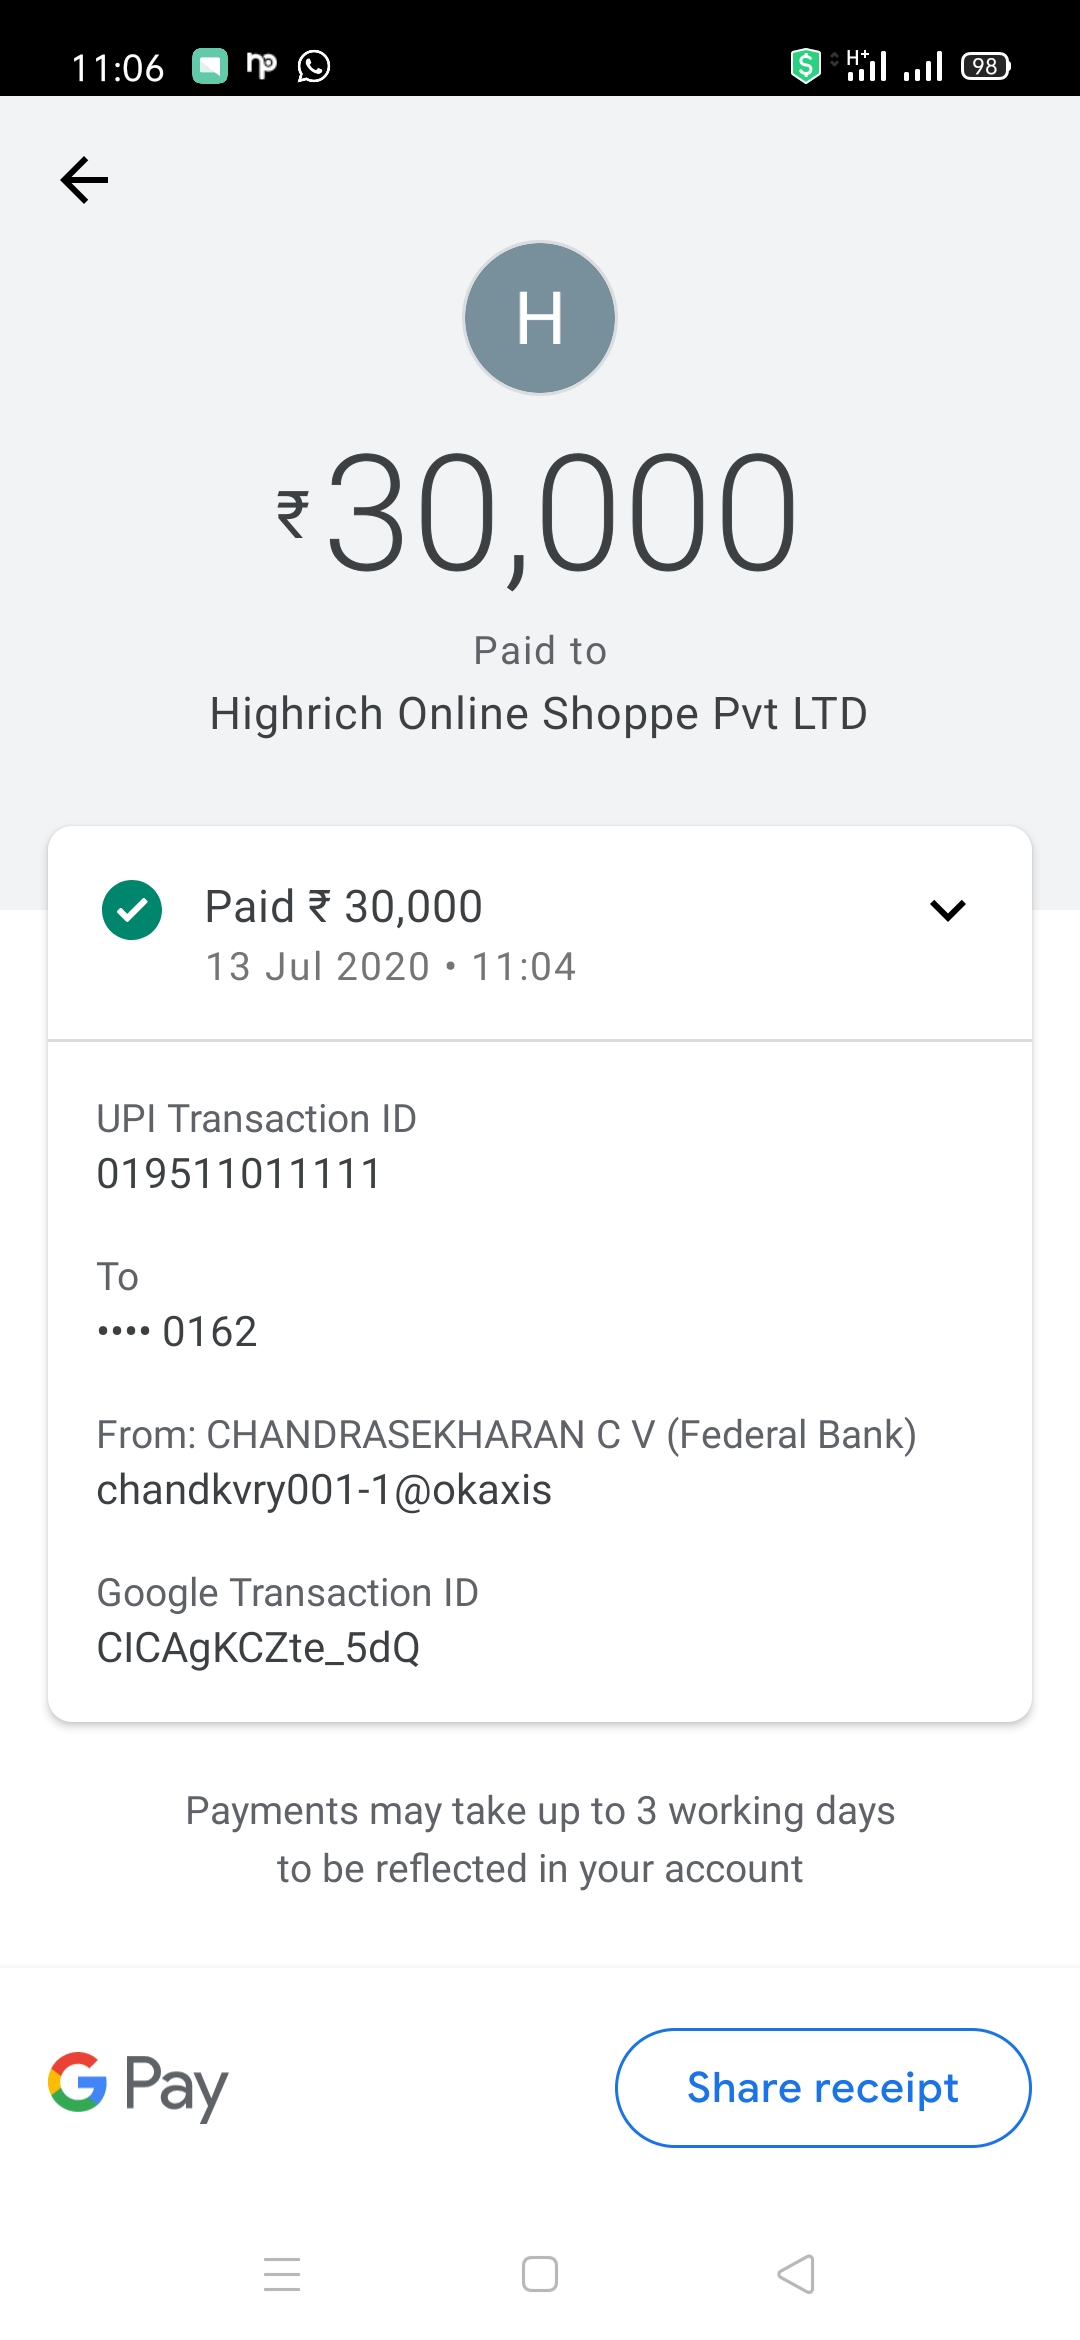 11:06 np H+ 98
H
₹30,000
Paid to
Highrich Online Shoppe Pvt LTD
Paid ₹ 30,000
13 Jul 2020 • 11:04
UPI Transaction ID
019511011111
To
•••• 0162
From: CHANDRASEKHARAN C V (Federal Bank)
chandkvry001-1@okaxis
Google Transaction ID
CICAgKCZte_5dQ
Payments may take up to 3 working days
to be reflected in your account
G Pay Share receipt